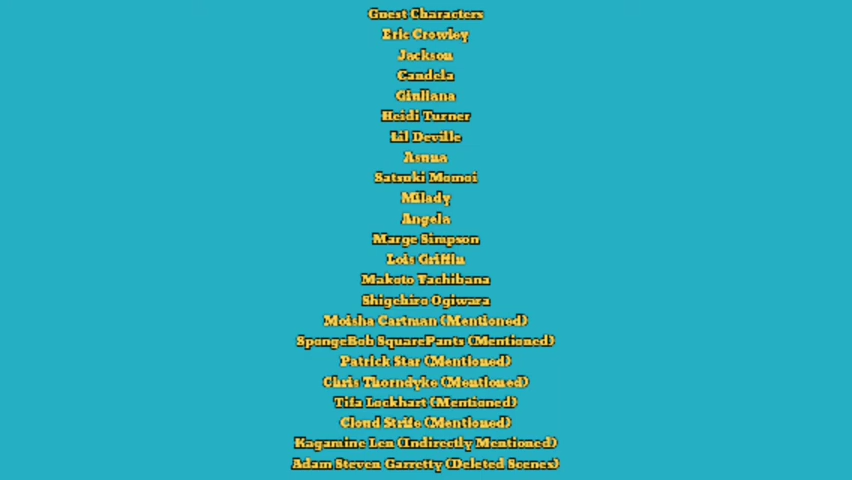 Guest Characters
Eric Crowley
Jackson
Candela
Giuliana
Heidi Turner
Lil Deville
Asuna
Satsuki Momoi
Milady
Angela
Marge Simpson
Lois Griffin
Makoto Tachibana
Shigehiro Ogiwara
Moisha Cartman (Mentioned)
SpongeBob SquarePants (Mentioned)
Patrick Star (Mentioned)
Chris Thorndyke (Mentioned)
Tifa Lockhart (Mentioned)
Cloud Strife (Mentioned)
Kagamine Len (Indirectly Mentioned)
Adam Steven Garretty (Deleted Scenes)